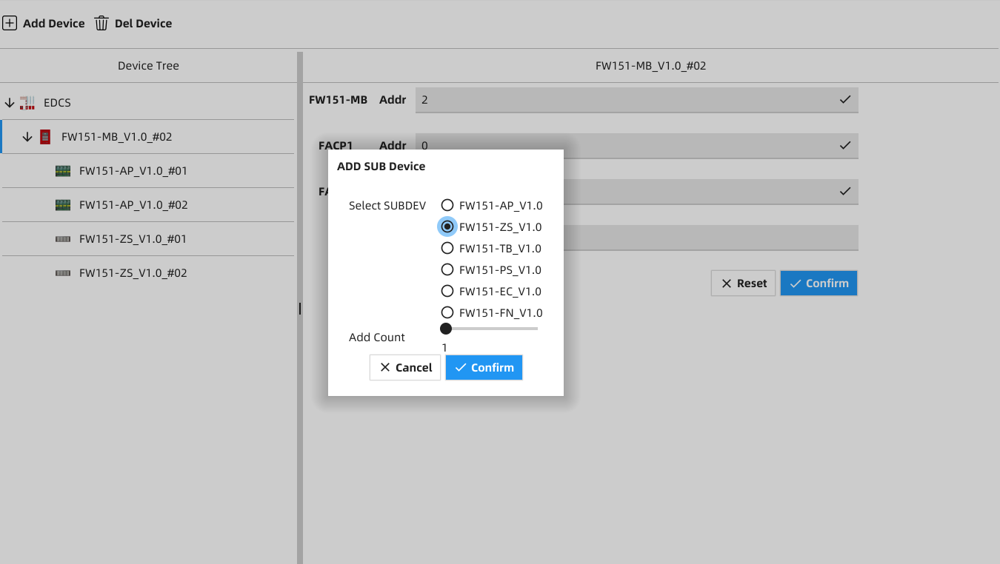 Add Device Del Device
Device Tree
FW151-MB_V1.0_#02
EDCS
FW151-MB_V1.0_#02
FW151-AP_V1.0_#01
FW151-AP_V1.0_#02
FW151-ZS_V1.0_#01
FW151-ZS_V1.0_#02
FW151-MB Addr 2
FACP1 Addr 0
FA
Reset Confirm
ADD SUB Device
Select SUBDEV
FW151-AP_V1.0
FW151-ZS_V1.0
FW151-TB_V1.0
FW151-PS_V1.0
FW151-EC_V1.0
FW151-FN_V1.0
Add Count
1
Cancel Confirm